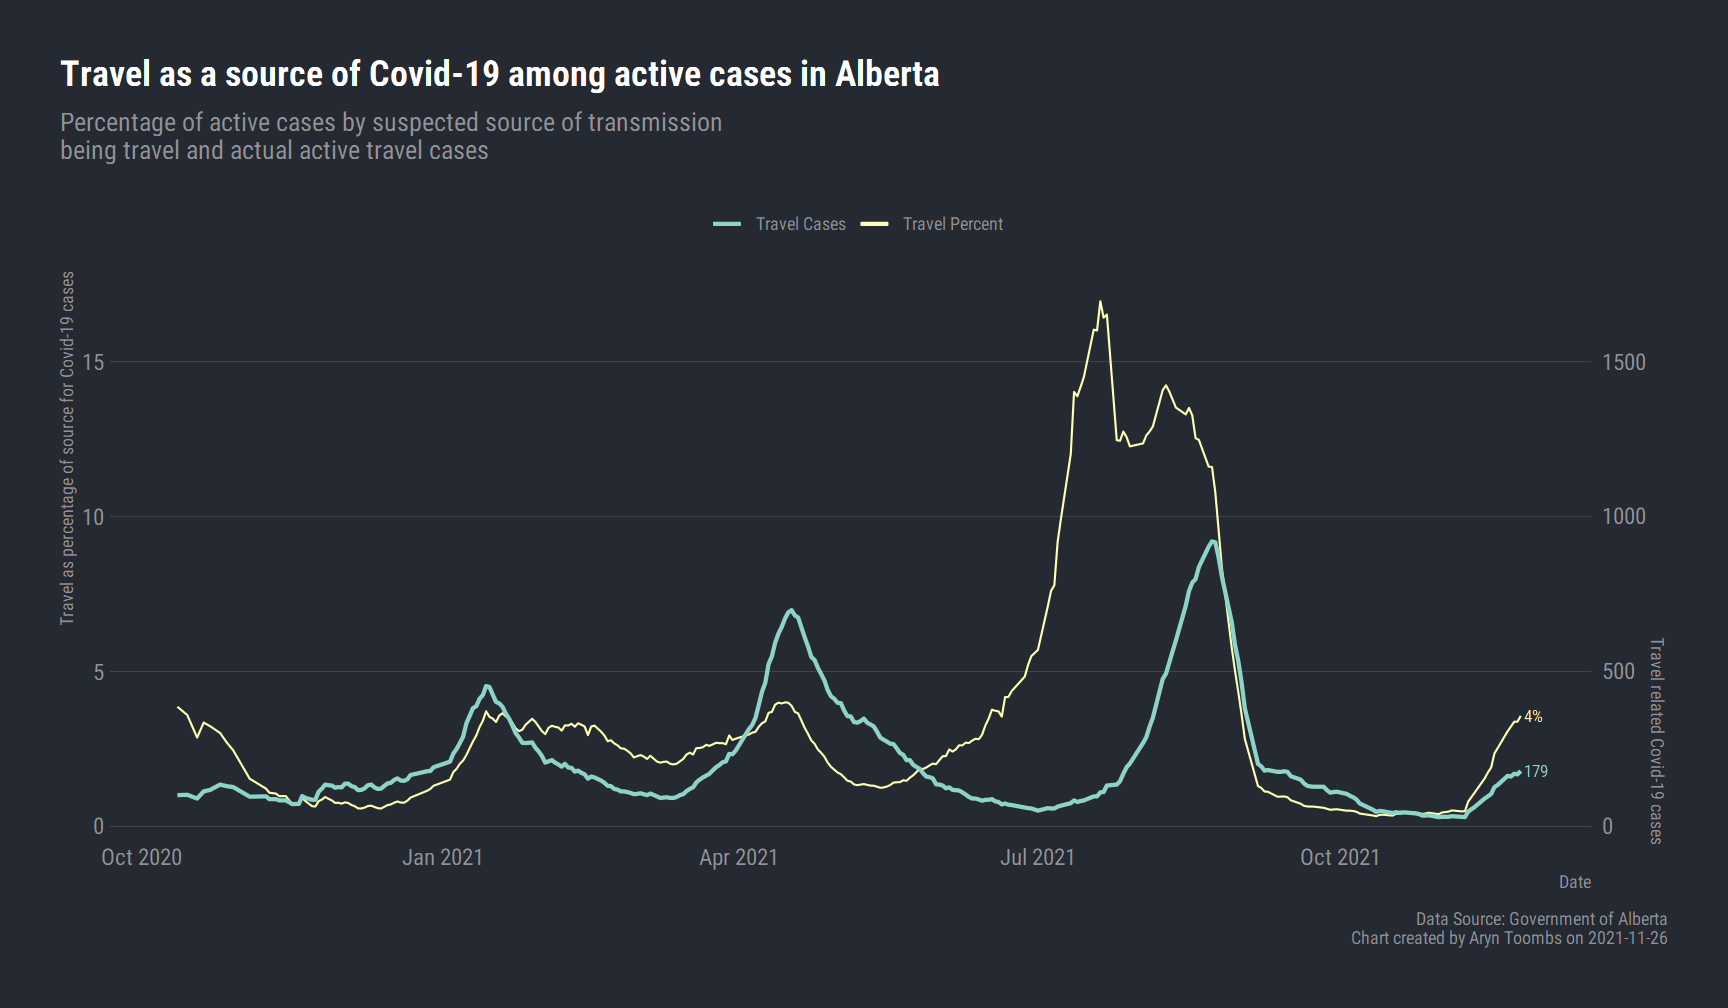 Travel as a source of Covid-19 among active cases in Alberta
Percentage of active cases by suspected source of transmission
being travel and actual active travel cases
Travel Cases
Travel Percent
Travel as percentage of source for Covid-19 cases
15
10
5
0
1500
1000
500
0
Travel related Covid-19 cases
4%
179
Oct 2020
Jan 2021
Apr 2021
Jul 2021
Oct 2021
Date
Data Source: Government of Alberta
Chart created by Aryn Toombs on 2021-11-26